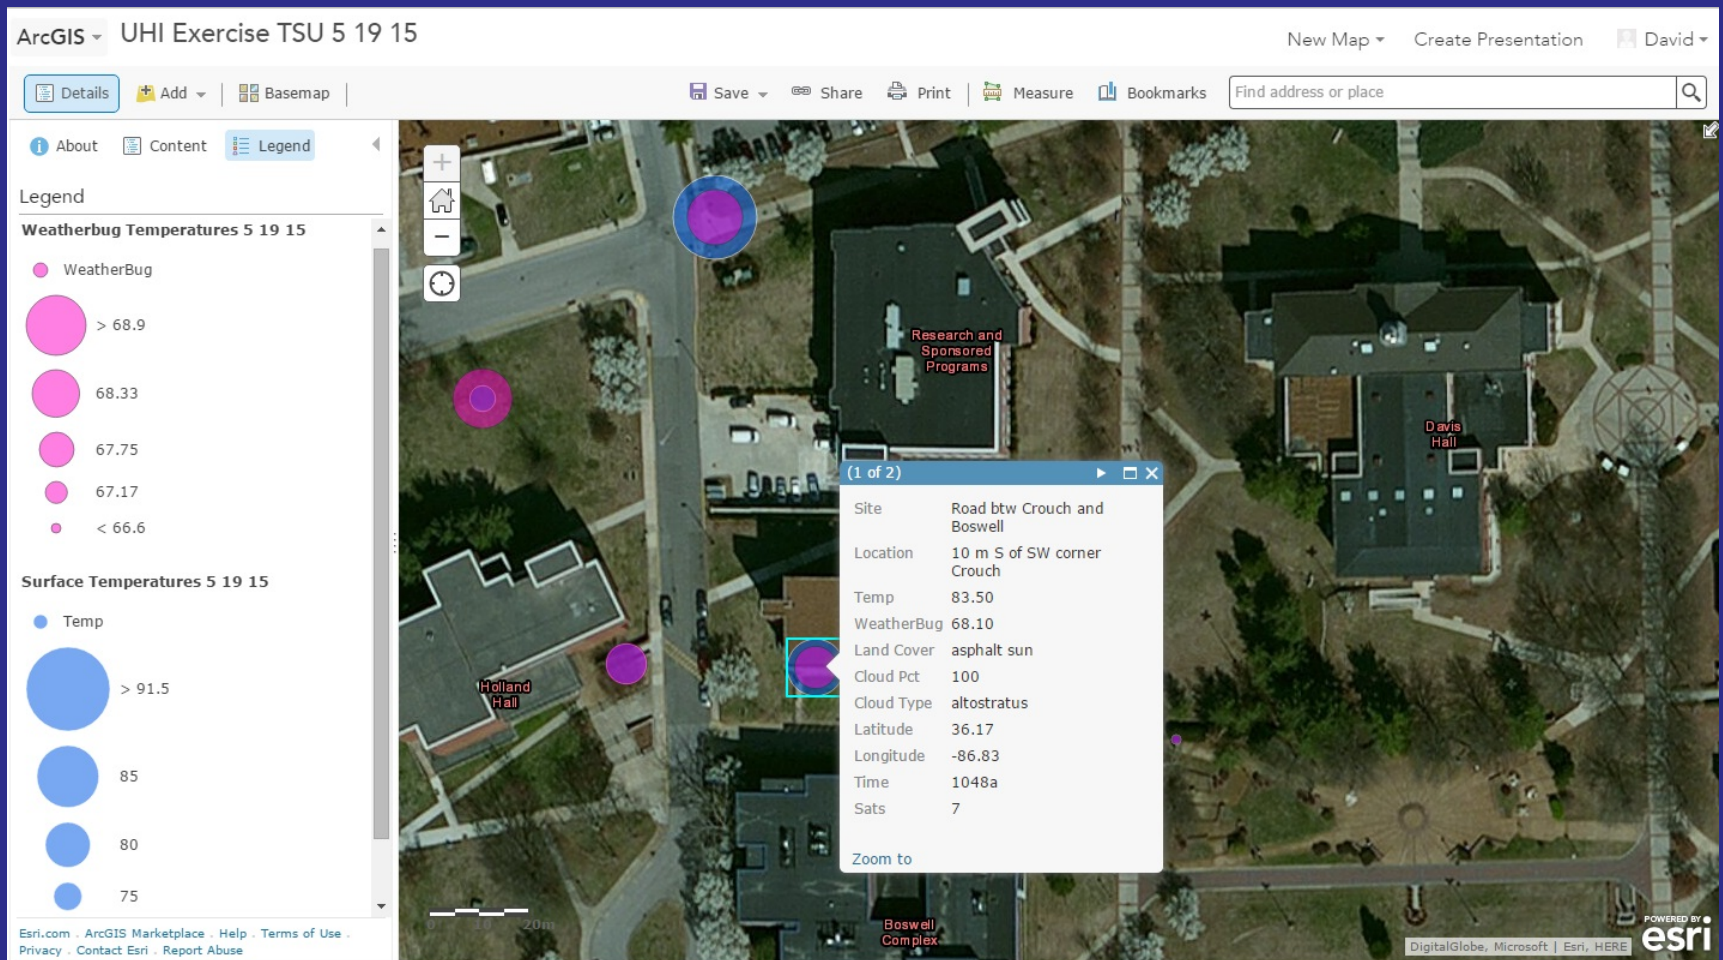 ArcGIS
UHI Exercise TSU 5 19 15
New Map
Create Presentation
David
Details
Add
Basemap
Save
Share
Print
Measure
Bookmarks
Find address or place
About
Content
Legend
Legend
Weatherbug Temperatures 5 19 15
WeatherBug
> 68.9
68.33
67.75
67.17
< 66.6
Surface Temperatures 5 19 15
Temp
> 91.5
85
80
75
Esri.com . ArcGIS Marketplace . Help . Terms of Use .
Privacy . Contact Esri . Report Abuse
Research and
Sponsored
Programs
Davis
Hall
Holland
Hall
Boswell
Complex
(1 of 2)
Site Road btw Crouch and
Boswell
Location 10 m S of SW corner
Crouch
Temp 83.50
WeatherBug 68.10
Land Cover asphalt sun
Cloud Pct 100
Cloud Type altostratus
Latitude 36.17
Longitude -86.83
Time 1048a
Sats 7
Zoom to
0 10 20m
DigitalGlobe, Microsoft | Esri, HERE
POWERED BY
esri